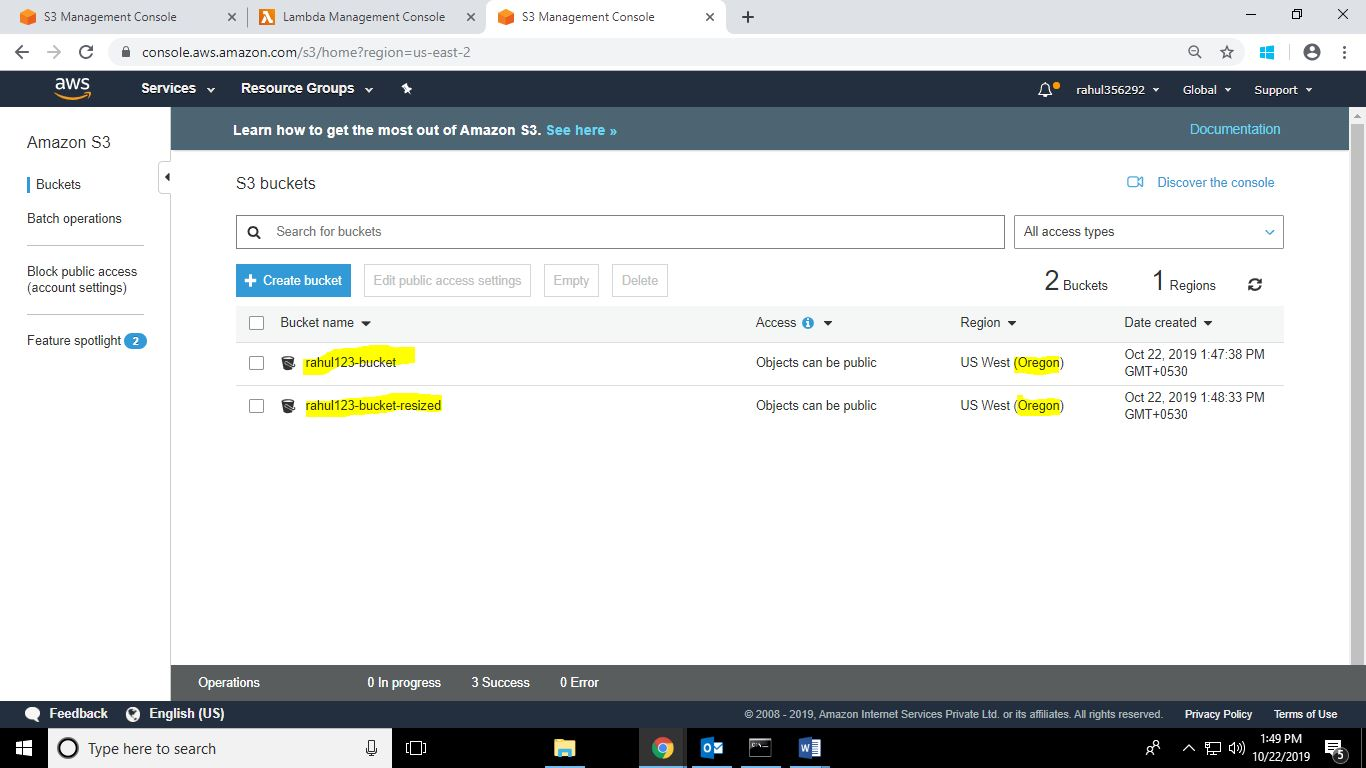 S3 Management Console
Lambda Management Console
S3 Management Console
console.aws.amazon.com/s3/home?region=us-east-2
aws Services Resource Groups rahul356292 Global Support
Amazon S3
Buckets
Batch operations
Block public access
(account settings)
Feature spotlight 2
Learn how to get the most out of Amazon S3. See here » Documentation
S3 buckets Discover the console
Search for buckets All access types
+ Create bucket Edit public access settings Empty Delete 2 Buckets 1 Regions
Bucket name Access Region Date created
rahul123-bucket Objects can be public US West (Oregon) Oct 22, 2019 1:47:38 PM
GMT+0530
rahul123-bucket-resized Objects can be public US West (Oregon) Oct 22, 2019 1:48:33 PM
GMT+0530
Operations 0 In progress 3 Success 0 Error
Feedback English (US) © 2008 - 2019, Amazon Internet Services Private Ltd. or its affiliates. All rights reserved. Privacy Policy Terms of Use
Type here to search
1:49 PM
10/22/2019
5